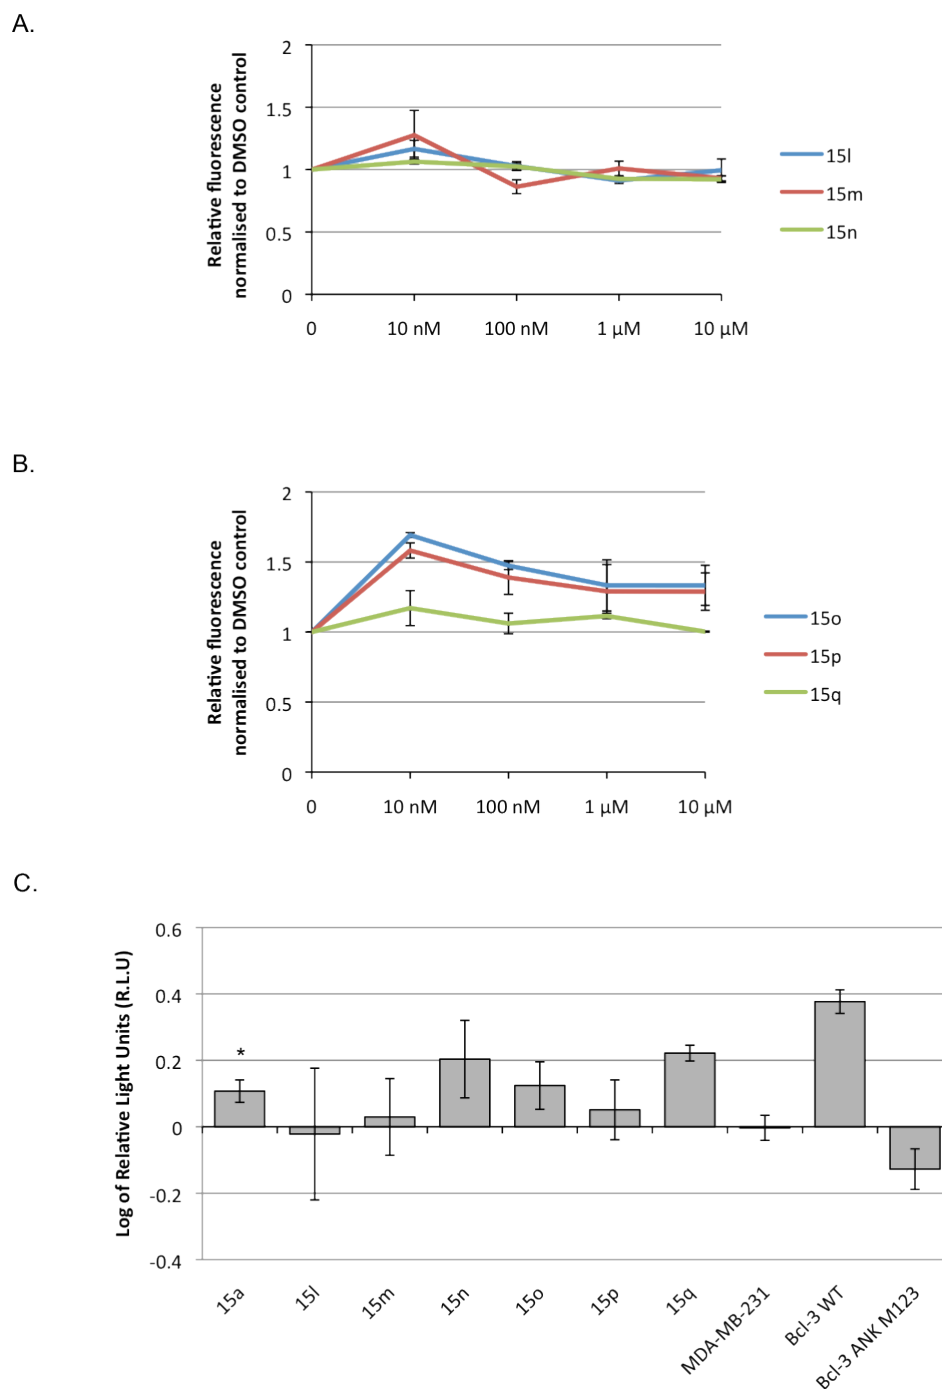 A.
Relative fluorescence
normalised to DMSO control
2
1.5
1
0.5
0
0
10 nM
100 nM
1 µM
10 µM
15l
15m
15n
B.
Relative fluorescence
normalised to DMSO control
2
1.5
1
0.5
0
0
10 nM
100 nM
1 µM
10 µM
15o
15p
15q
C.
Log of Relative Light Units (R.L.U)
0.6
0.4
0.2
0
-0.2
-0.4
*
15a
15l
15m
15n
15o
15p
15q
MDA-MB-231
Bcl-3 WT
Bcl-3 ANK M123